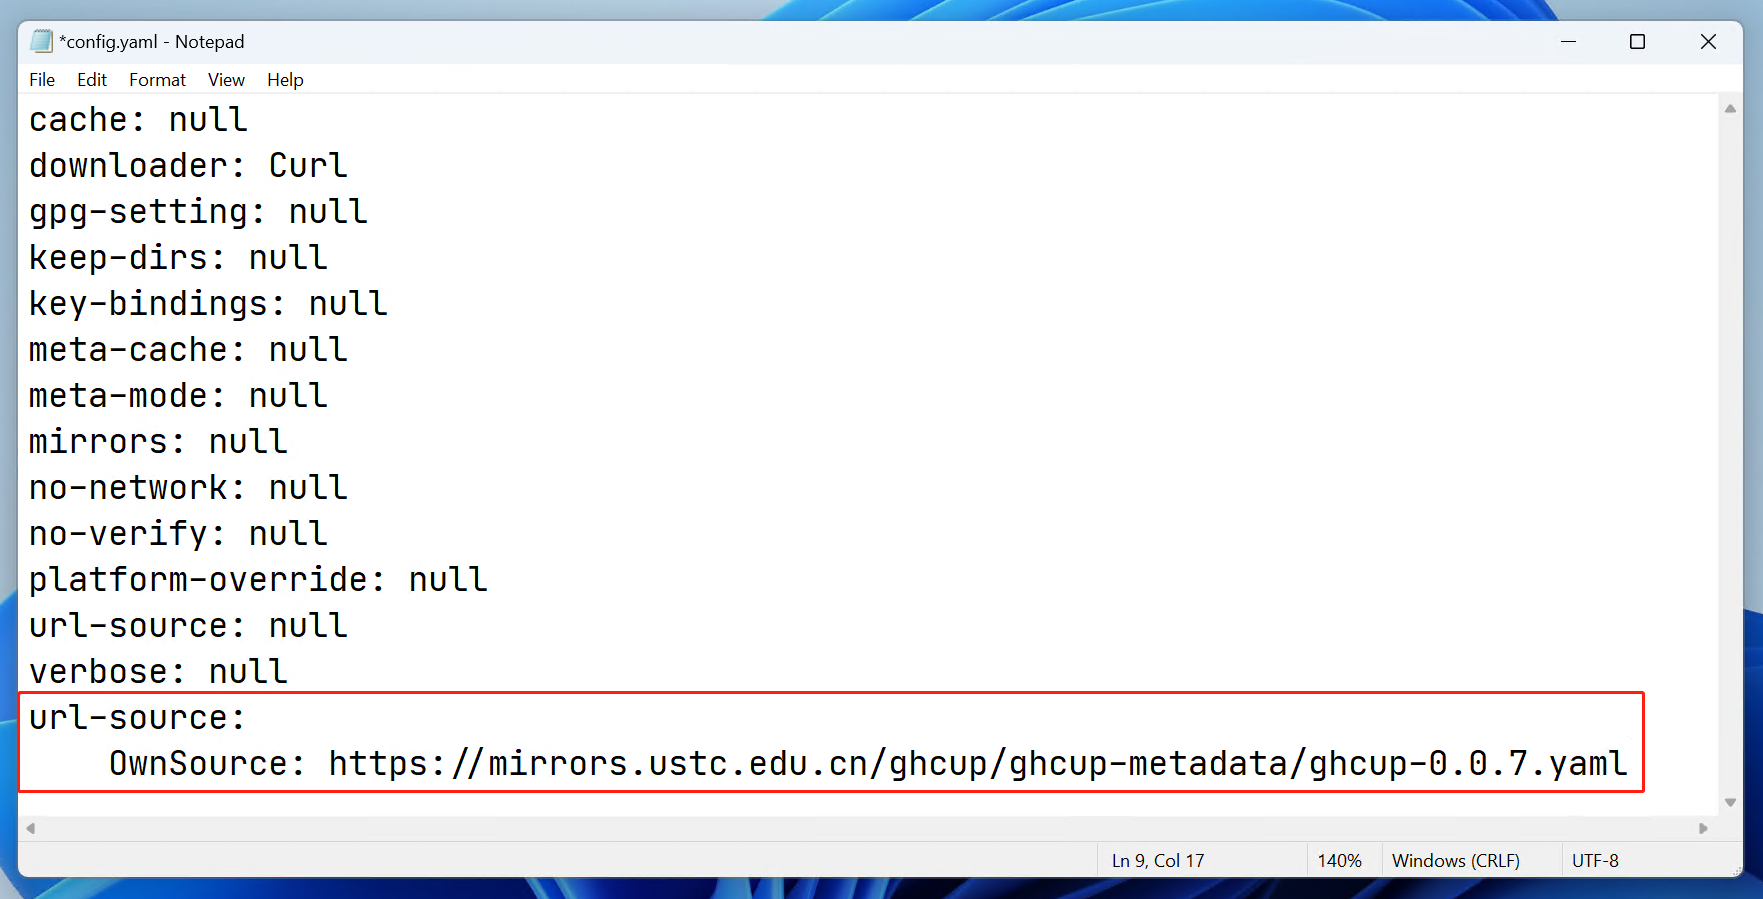 *config.yaml - Notepad
File Edit Format View Help
cache: null
downloader: Curl
gpg-setting: null
keep-dirs: null
key-bindings: null
meta-cache: null
meta-mode: null
mirrors: null
no-network: null
no-verify: null
platform-override: null
url-source: null
verbose: null
url-source:
    OwnSource: https://mirrors.ustc.edu.cn/ghcup/ghcup-metadata/ghcup-0.0.7.yaml
Ln 9, Col 17 140% Windows (CRLF) UTF-8